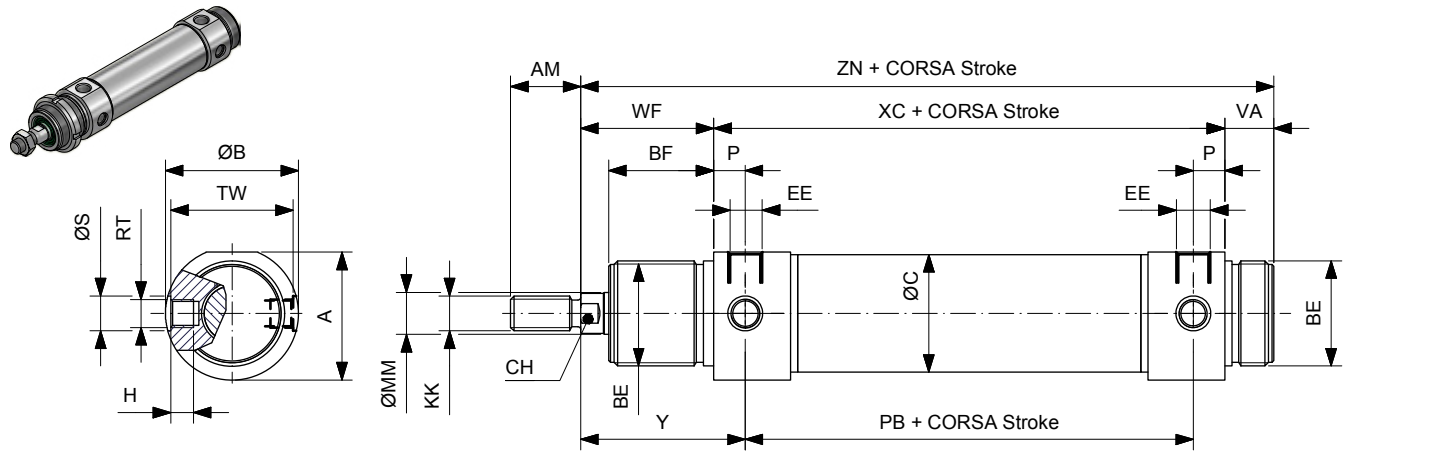 AM
ZN + CORSA Stroke
WF
XC + CORSA Stroke
VA
BF
P
P
EE
EE
ØB
TW
ØS
RT
A
H
ØMM
KK
CH
BE
ØC
BE
Y
PB + CORSA Stroke